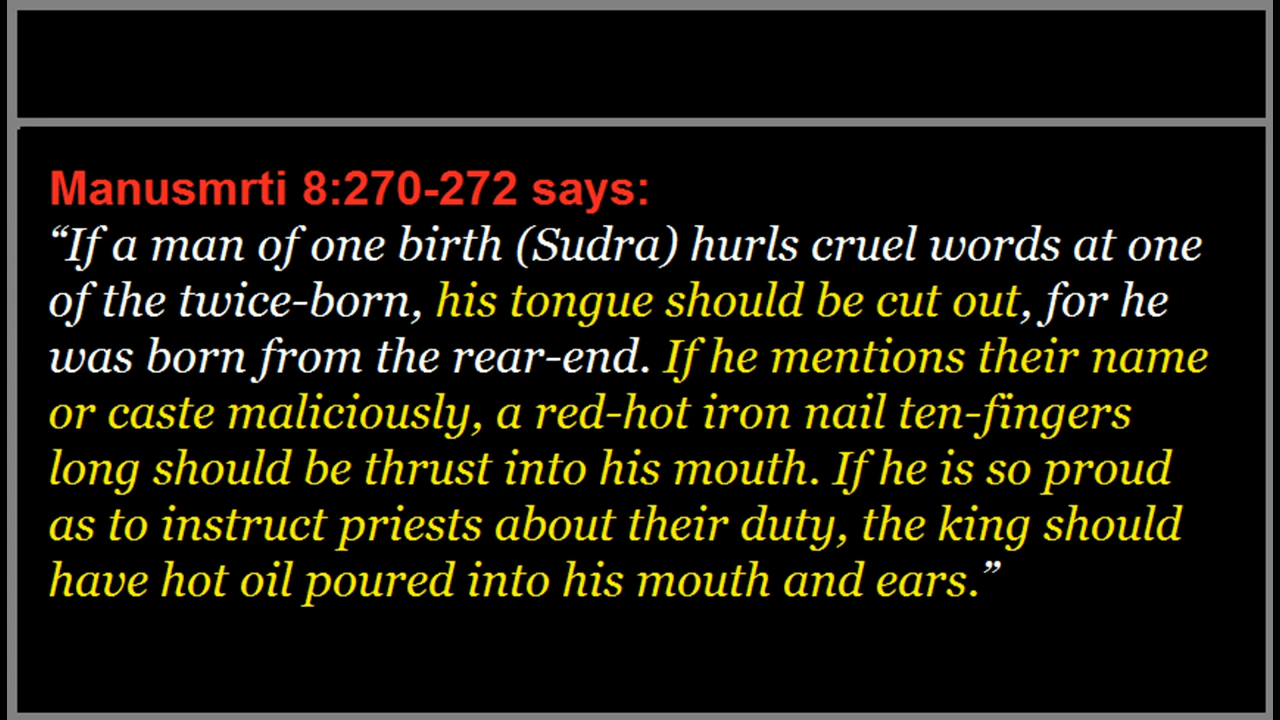 Manusmrti 8:270-272 says:
“If a man of one birth (Sudra) hurls cruel words at one
of the twice-born, his tongue should be cut out, for he
was born from the rear-end. If he mentions their name
or caste maliciously, a red-hot iron nail ten-fingers
long should be thrust into his mouth. If he is so proud
as to instruct priests about their duty, the king should
have hot oil poured into his mouth and ears.”